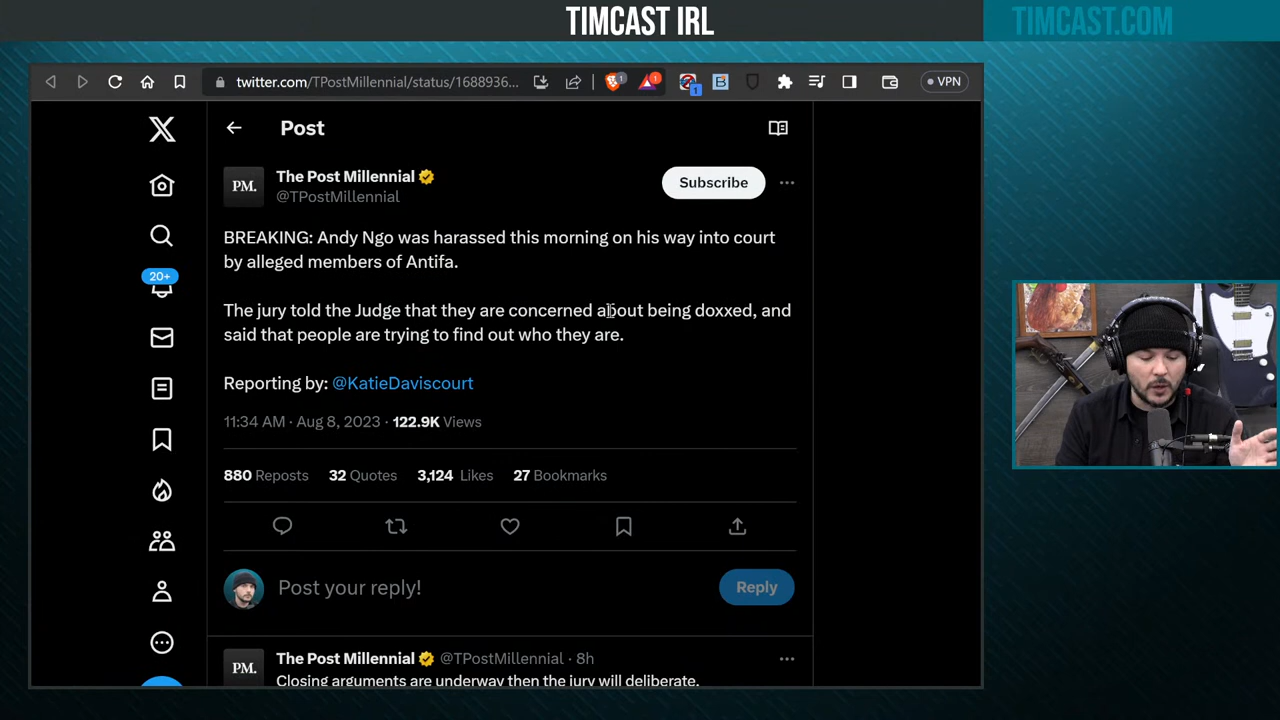 TIMCAST IRL
TIMCAST.COM
twitter.com/TPostMillennial/status/1688936...
1
1
1
VPN
Post
PM.
The Post Millennial
@TPostMillennial
Subscribe
BREAKING: Andy Ngo was harassed this morning on his way into court
by alleged members of Antifa.
The jury told the Judge that they are concerned about being doxxed, and
said that people are trying to find out who they are.
Reporting by: @KatieDaviscourt
11:34 AM · Aug 8, 2023 · 122.9K Views
880 Reposts 32 Quotes 3,124 Likes 27 Bookmarks
20+
Post your reply!
Reply
PM.
The Post Millennial @TPostMillennial · 8h
Closing arguments are underway then the jury will deliberate.